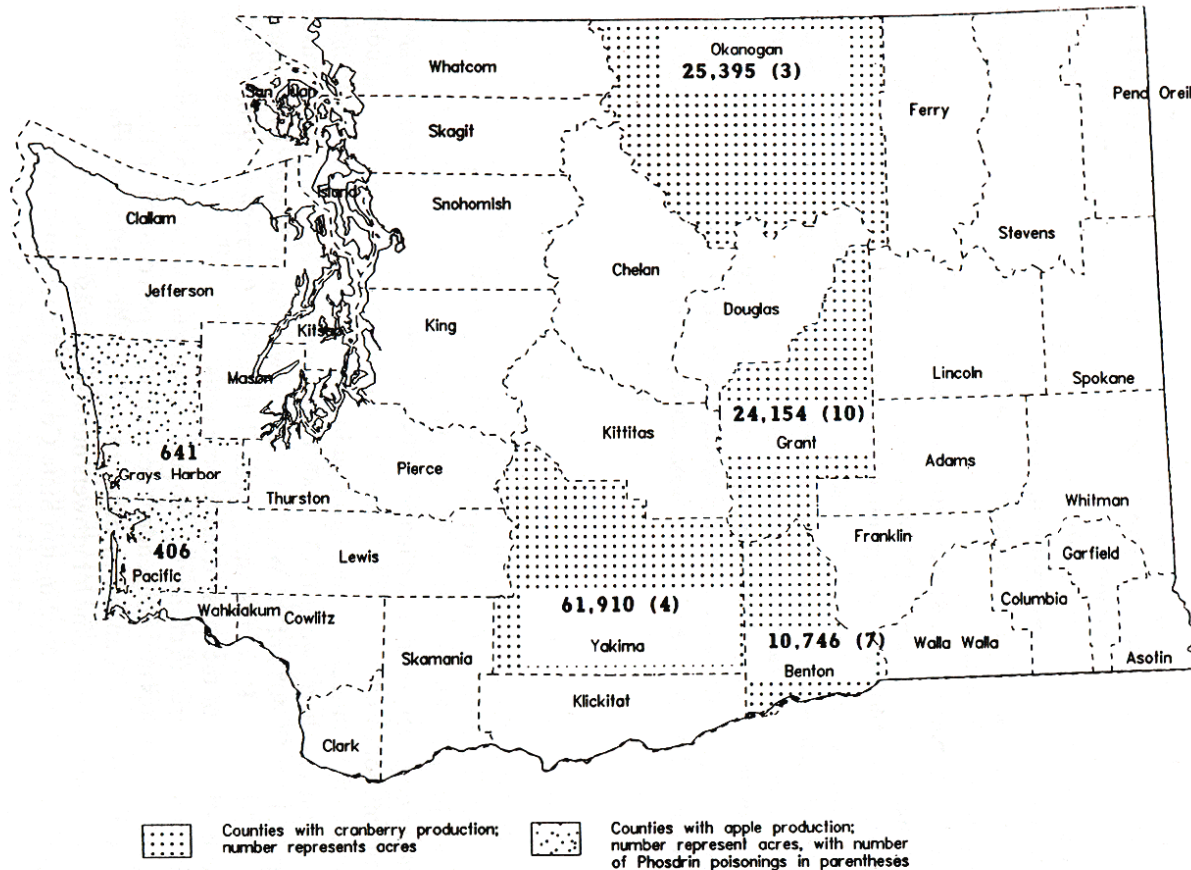 Okanogan
25,395 (3)
Whatcom
Pend Oreil
San Juan
Ferry
Skagit
Island
Snohomish
Clallam
Stevens
Chelan
Jefferson
Douglas
King
Kitsap
Mason
Lincoln
Spokane
24,154 (10)
Kittitas
Grant
641
Grays Harbor
Pierce
Adams
Thurston
Whitman
406
Pacific
Lewis
Franklin
Garfield
61,910 (4)
Columbia
Wahkiakum
Cowlitz
Yakima
10,746 (7)
Walla Walla
Skamania
Benton
Asotin
Klickitat
Clark
Counties with cranberry production;
number represents acres
Counties with apple production;
number represent acres, with number
of Phosdrin poisonings in parentheses